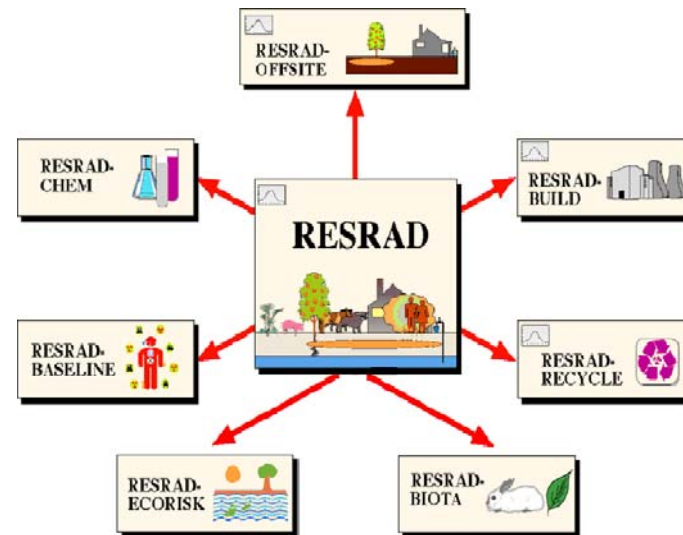 RESRAD-
OFFSITE
RESRAD-
CHEM
RESRAD-
BUILD
RESRAD
RESRAD-
BASELINE
RESRAD-
RECYCLE
RESRAD-
ECORISK
RESRAD-
BIOTA